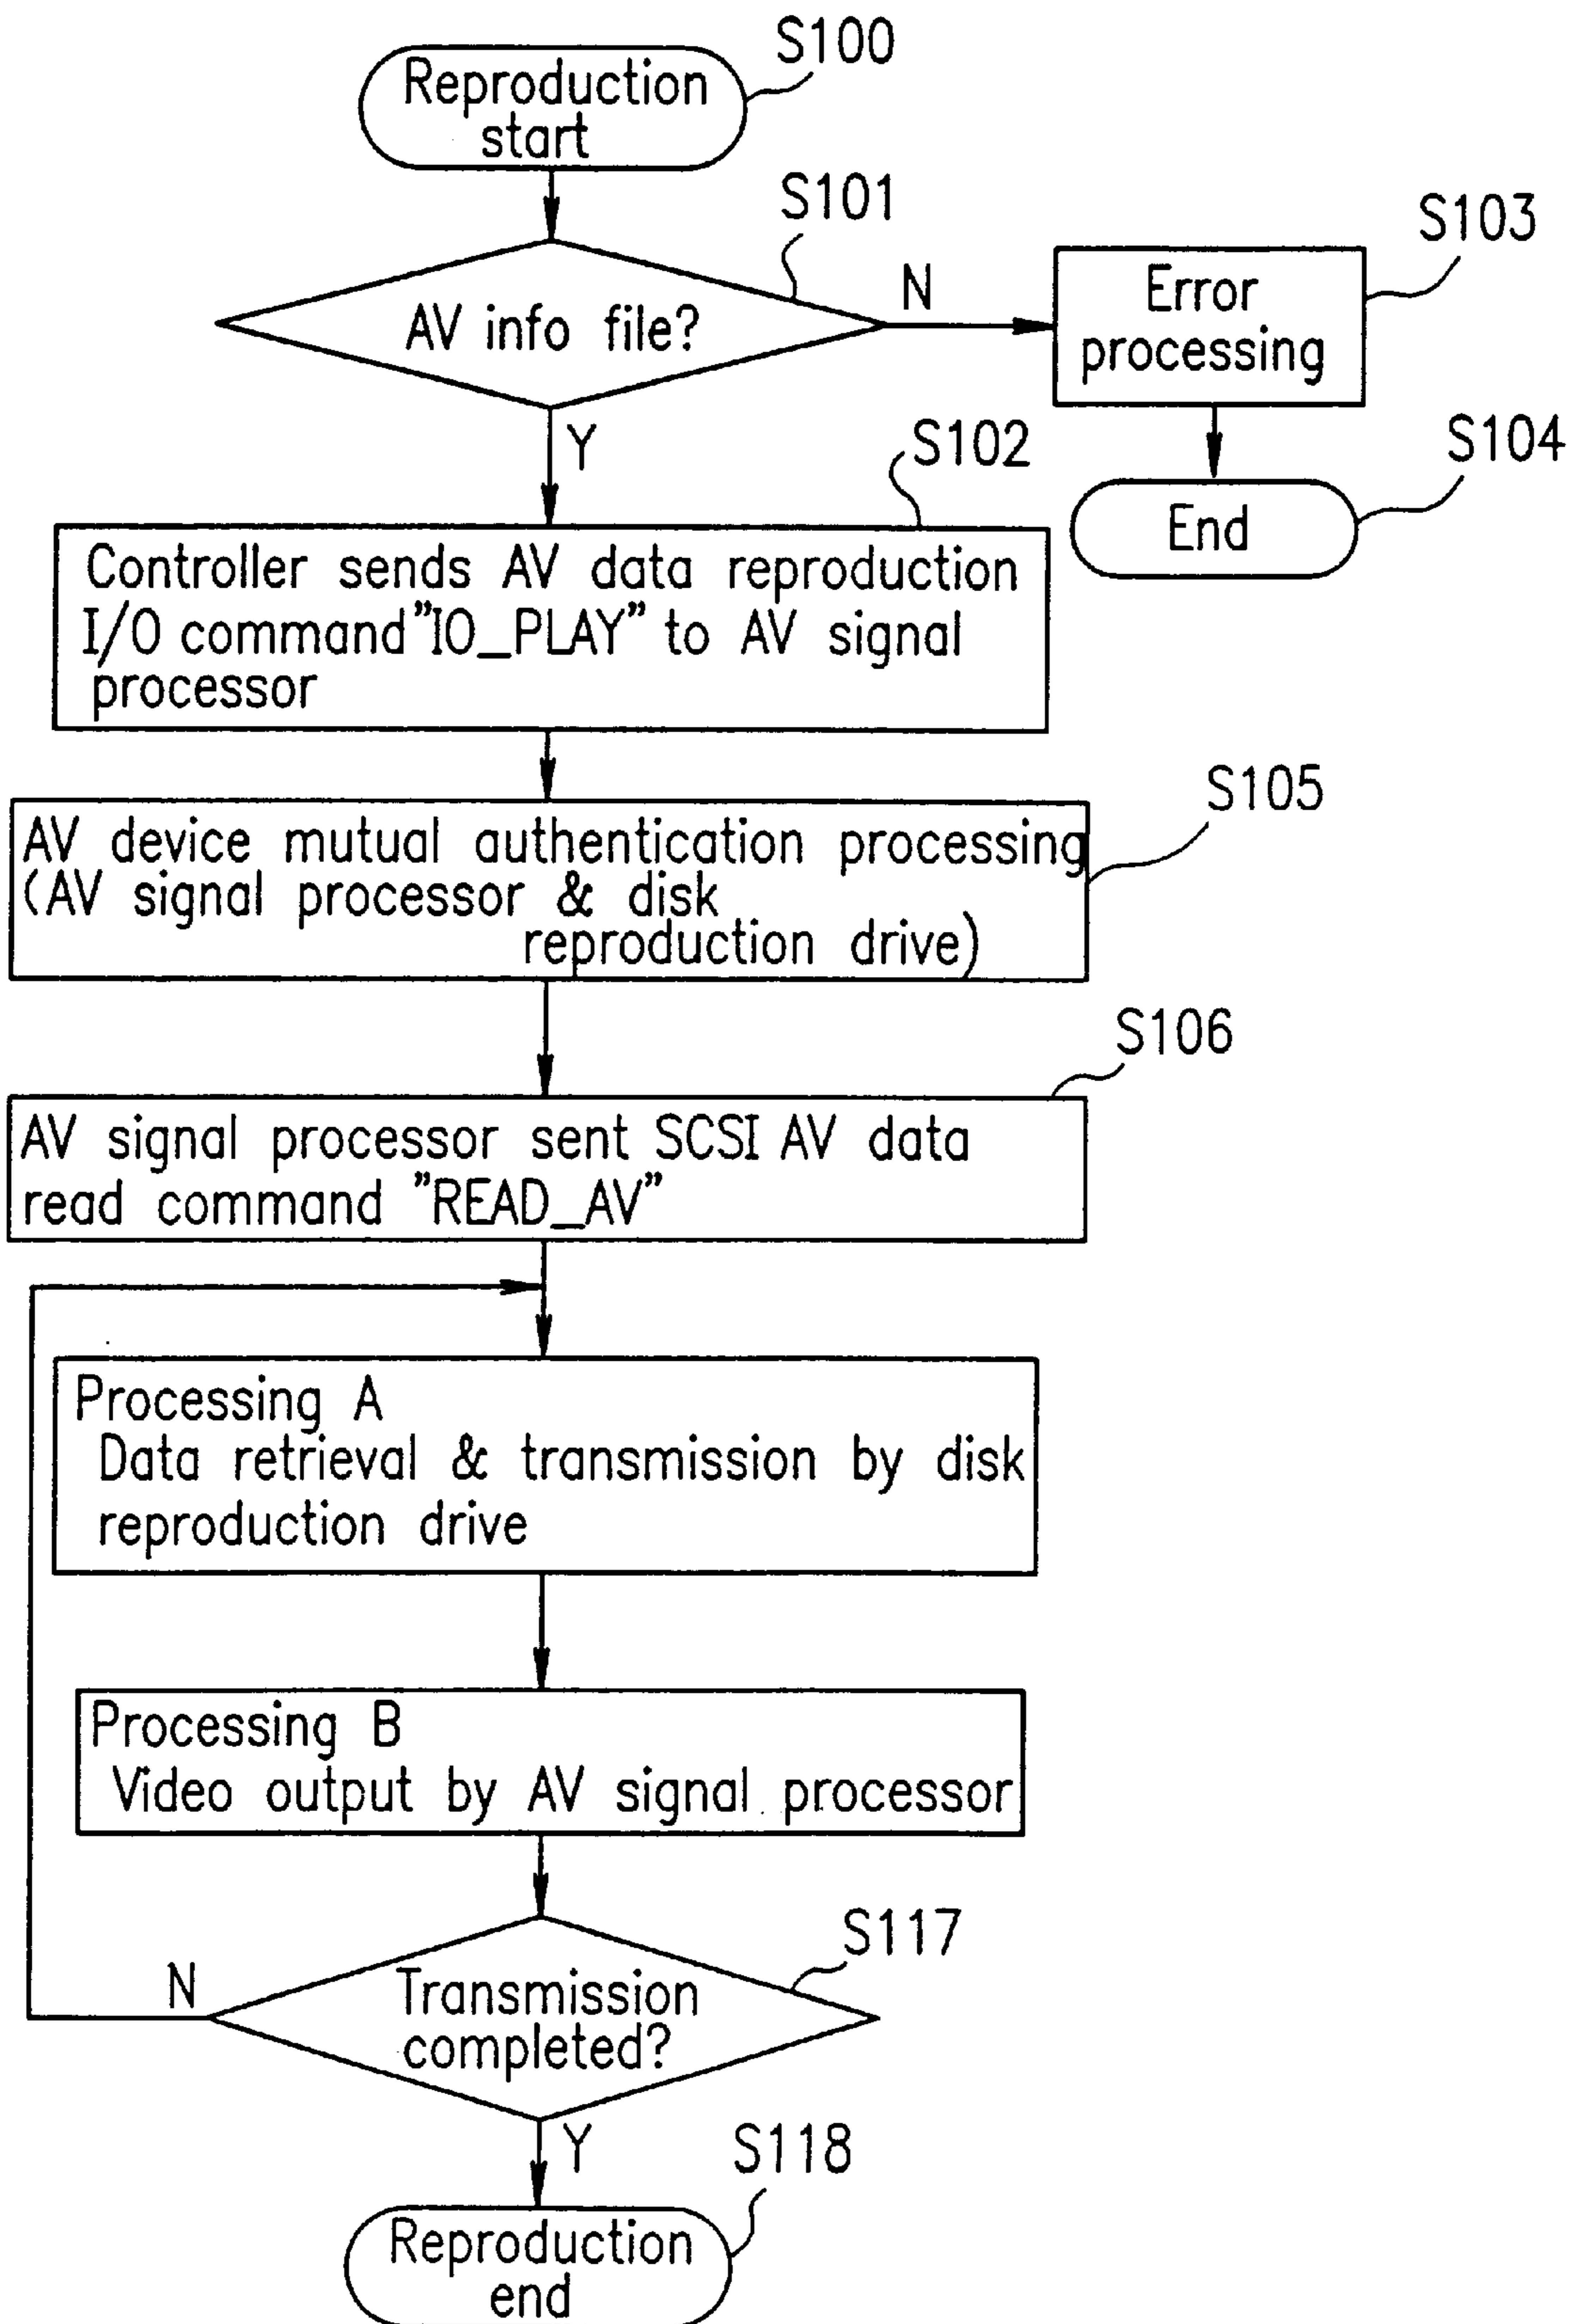 S100
Reproduction
start
S101
AV info file?
N
S103
Error
processing
Y
S104
End
S102
Controller sends AV data reproduction
I/O command"IO_PLAY" to AV signal
processor
S105
AV device mutual authentication processing
(AV signal processor & disk
reproduction drive)
S106
AV signal processor sent SCSI AV data
read command "READ_AV"
Processing A
Data retrieval & transmission by disk
reproduction drive
Processing B
Video output by AV signal processor
S117
N
Transmission
completed?
Y
S118
Reproduction
end